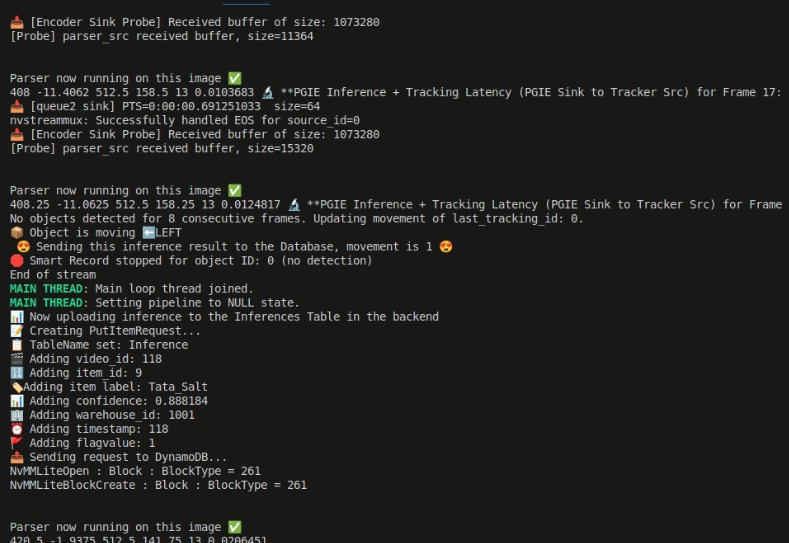 📥 [Encoder Sink Probe] Received buffer of size: 1073280
[Probe] parser_src received buffer, size=11364
Parser now running on this image ✅
408 -11.4062 512.5 158.5 13 0.0103683 🔬 **PGIE Inference + Tracking Latency (PGIE Sink to Tracker Src) for Frame 17:
📥 [queue2 sink] PTS=0:00:00.691251033  size=64
nvstreammux: Successfully handled EOS for source_id=0
📥 [Encoder Sink Probe] Received buffer of size: 1073280
[Probe] parser_src received buffer, size=15320
Parser now running on this image ✅
408.25 -11.0625 512.5 158.25 13 0.0124817 🔬 **PGIE Inference + Tracking Latency (PGIE Sink to Tracker Src) for Frame
No objects detected for 8 consecutive frames. Updating movement of last_tracking_id: 0.
📦 Object is moving ⬅️LEFT
😍 Sending this inference result to the Database, movement is 1 😍
🛑 Smart Record stopped for object ID: 0 (no detection)
End of stream
MAIN THREAD: Main loop thread joined.
MAIN THREAD: Setting pipeline to NULL state.
📊 Now uploading inference to the Inferences Table in the backend
📝 Creating PutItemRequest...
📋 TableName set: Inference
🎬 Adding video_id: 118
🔢 Adding item_id: 9
🏷️Adding item label: Tata_Salt
📊 Adding confidence: 0.888184
🏢 Adding warehouse_id: 1001
⏰ Adding timestamp: 118
🚩 Adding flagvalue: 1
📤 Sending request to DynamoDB...
NvMMLiteOpen : Block : BlockType = 261
NvMMLiteBlockCreate : Block : BlockType = 261
Parser now running on this image ✅
420.5 -1.9375 512.5 141.75 13 0.0206451